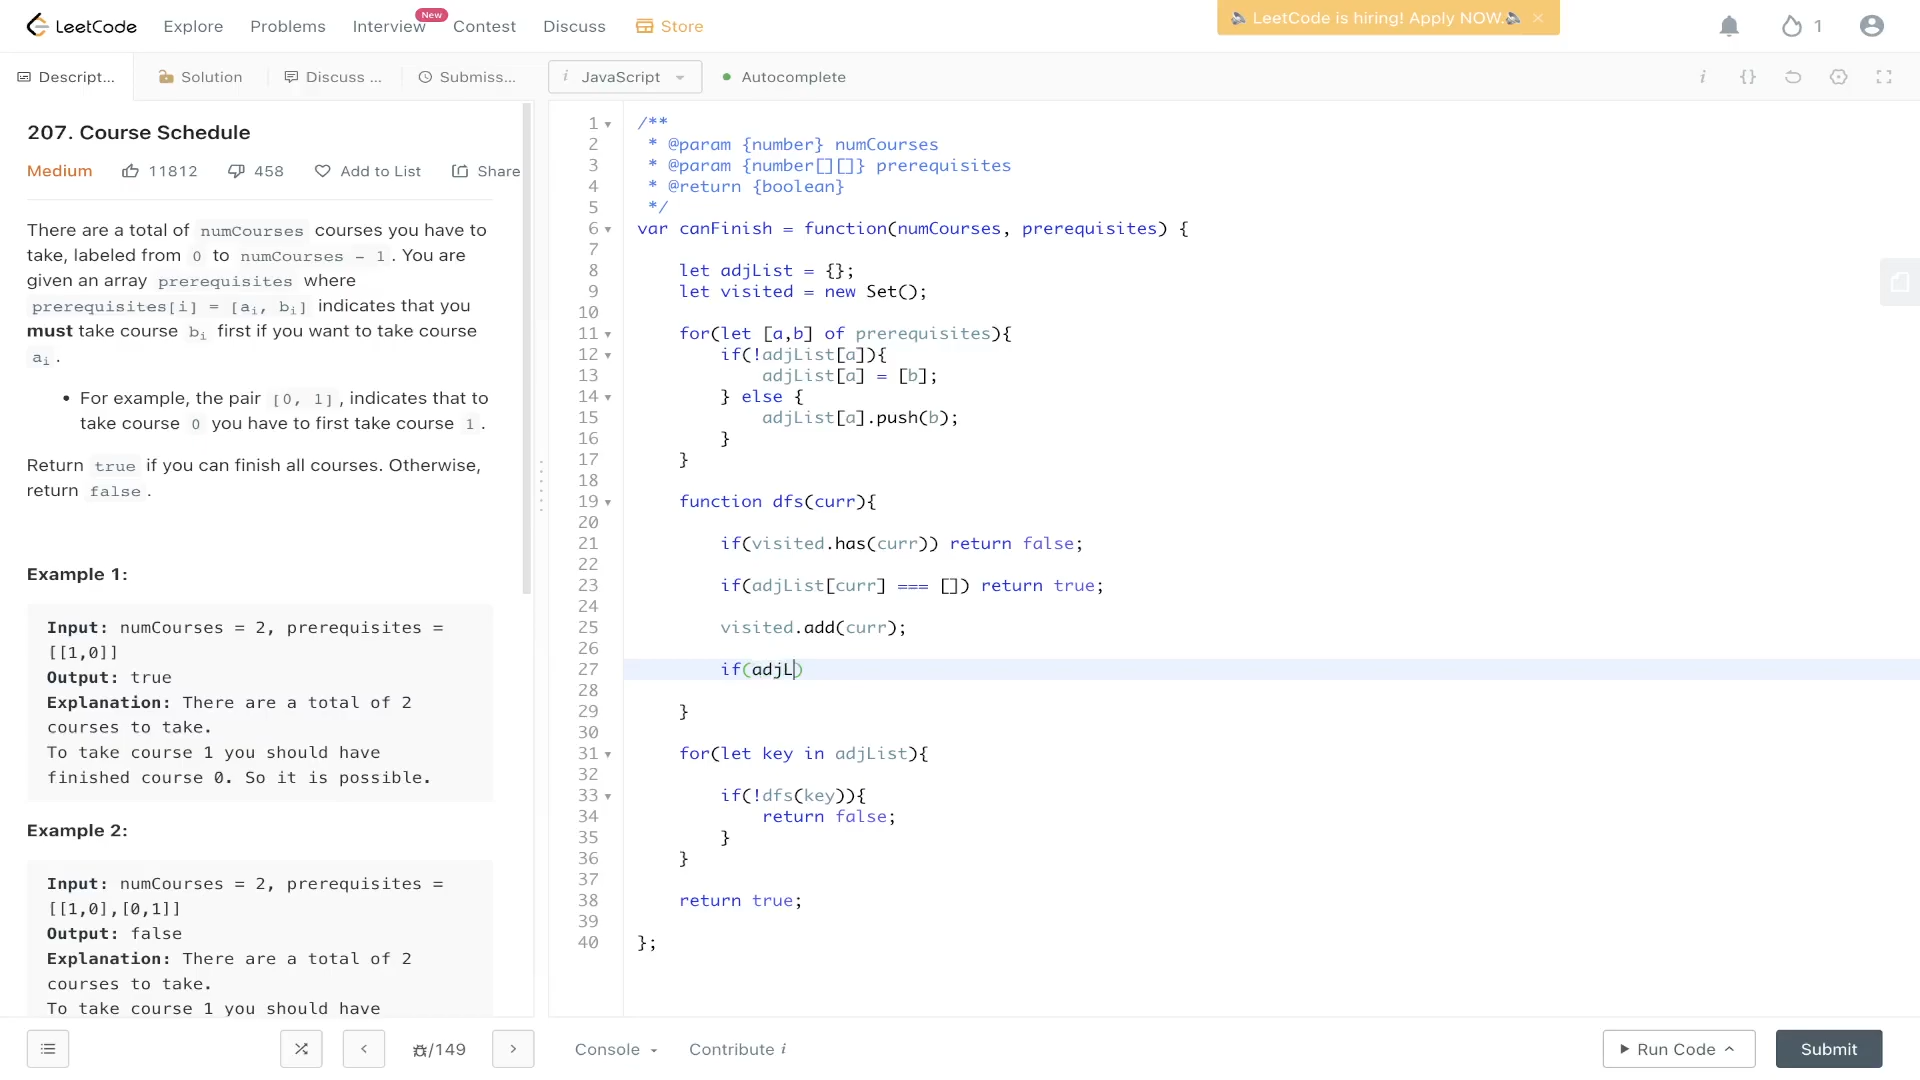 LeetCode Explore Problems Interview New Contest Discuss Store LeetCode is hiring! Apply NOW. 1
Descript... Solution Discuss ... Submiss... i JavaScript Autocomplete i {}
207. Course Schedule
Medium 11812 458 Add to List Share
There are a total of numCourses courses you have to
take, labeled from 0 to numCourses - 1. You are
given an array prerequisites where
prerequisites[i] = [ai, bi] indicates that you
must take course bi first if you want to take course
ai.
• For example, the pair [0, 1], indicates that to
take course 0 you have to first take course 1.
Return true if you can finish all courses. Otherwise,
return false.
Example 1:
Input: numCourses = 2, prerequisites =
[[1,0]]
Output: true
Explanation: There are a total of 2
courses to take.
To take course 1 you should have
finished course 0. So it is possible.
Example 2:
Input: numCourses = 2, prerequisites =
[[1,0],[0,1]]
Output: false
Explanation: There are a total of 2
courses to take.
To take course 1 you should have
1 /**
2 * @param {number} numCourses
3 * @param {number[][]} prerequisites
4 * @return {boolean}
5 */
6 var canFinish = function(numCourses, prerequisites) {
7
8 let adjList = {};
9 let visited = new Set();
10
11 for(let [a,b] of prerequisites){
12 if(!adjList[a]){
13 adjList[a] = [b];
14 } else {
15 adjList[a].push(b);
16 }
17 }
18
19 function dfs(curr){
20
21 if(visited.has(curr)) return false;
22
23 if(adjList[curr] === []) return true;
24
25 visited.add(curr);
26
27 if(adjL)
28
29 }
30
31 for(let key in adjList){
32
33 if(!dfs(key)){
34 return false;
35 }
36 }
37
38 return true;
39
40 };
/149 Console Contribute i Run Code Submit